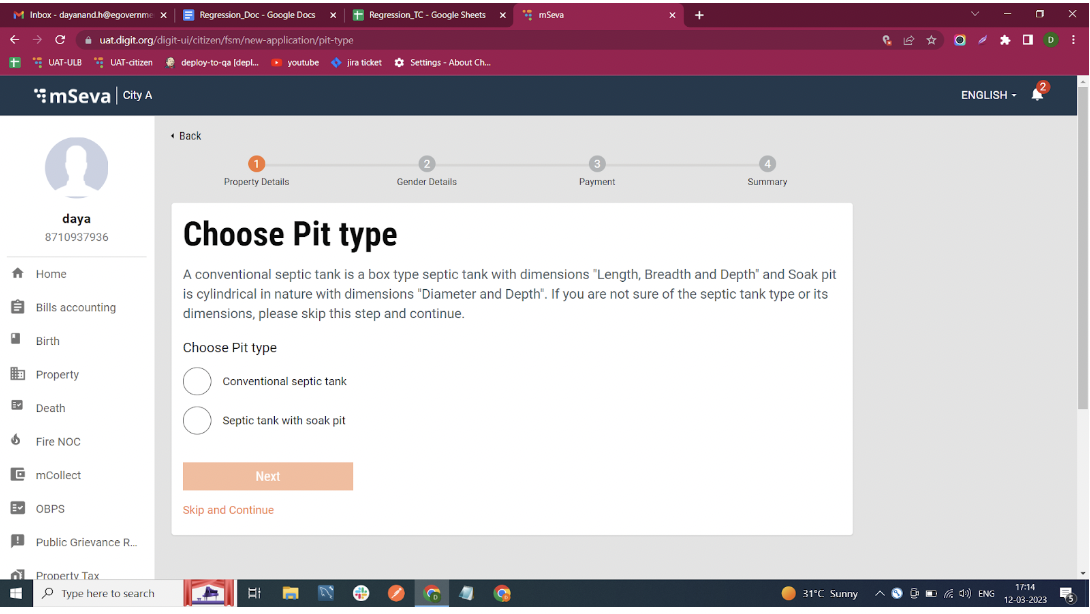 Inbox - dayanand.h@egovernme
Regression_Doc - Google Docs
Regression_TC - Google Sheets
mSeva
uat.digit.org/digit-ui/citizen/fsm/new-application/pit-type
D
UAT-ULB
UAT-citizen
deploy-to-qa [depl...
youtube
jira ticket
Settings - About Ch...
mSeva
City A
ENGLISH
2
Back
1
2
3
4
Property Details
Gender Details
Payment
Summary
daya
8710937936
Home
Bills accounting
Birth
Property
Death
Fire NOC
mCollect
OBPS
Public Grievance R...
Property Tax
Choose Pit type
A conventional septic tank is a box type septic tank with dimensions "Length, Breadth and Depth" and Soak pit
is cylindrical in nature with dimensions "Diameter and Depth". If you are not sure of the septic tank type or its
dimensions, please skip this step and continue.
Choose Pit type
Conventional septic tank
Septic tank with soak pit
Next
Skip and Continue
Type here to search
31°C Sunny
ENG
17:14
12-03-2023
5